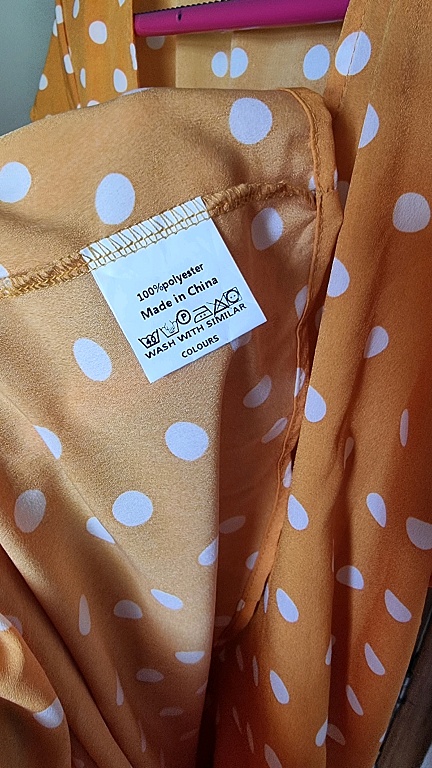 100%polyester
Made in China
P
WASH WITH SIMILAR
COLOURS